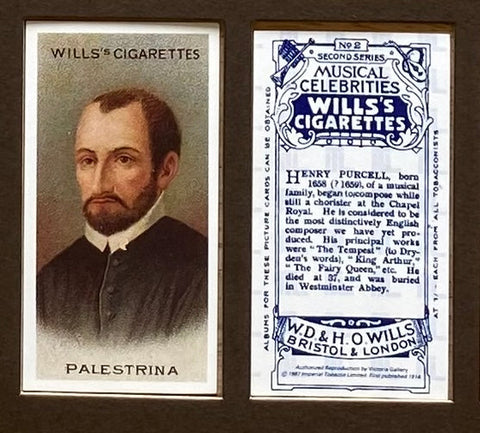 WILLS'S CIGARETTES
PALESTRINA
No 2
SECOND SERIES
MUSICAL
CELEBRITIES
WILLS'S
CIGARETTES
HENRY PURCELL, born
1658 (? 1659), of a musical
family, began to compose while
still a chorister at the Chapel
Royal. He is considered to be
the most distinctively English
composer we have yet pro-
duced. His principal works
were "The Tempest" (to Dry-
den's words), "King Arthur,"
"The Fairy Queen," etc. He
died at 37, and was buried
in Westminster Abbey.
W.D. & H.O. WILLS
BRISTOL & LONDON
Authorised Reproduction by Victoria Gallery
© 1987 Imperial Tobacco Limited. First published 1914
ALBUMS FOR THESE PICTURE CARDS CAN BE OBTAINED
AT 1/- EACH FROM ALL TOBACCONISTS